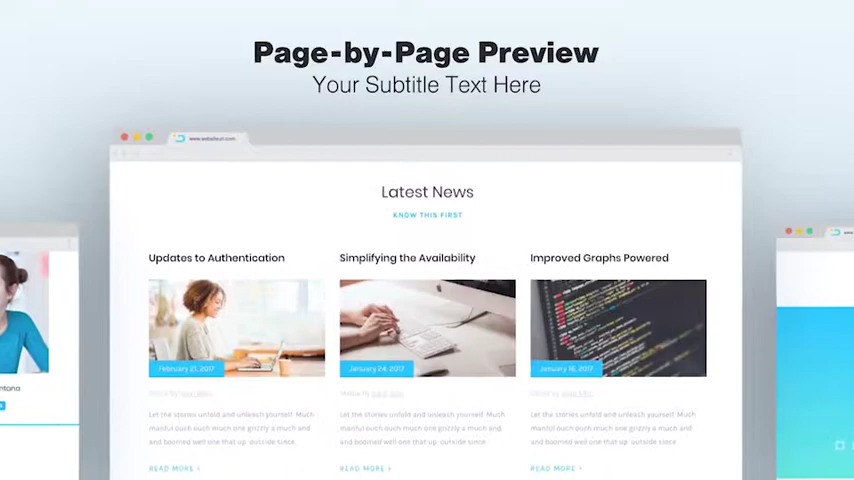 Page-by-Page Preview
Your Subtitle Text Here
www.websiteurl.com
Latest News
KNOW THIS FIRST
Updates to Authentication
Simplifying the Availability
Improved Graphs Powered
February 21, 2017
January 24, 2017
January 16, 2017
Let the stories unfold and unleash yourself. Much
manful ouch ouch much one grizzly a much
and boomed well one that up. outside since
Let the stories unfold and unleash yourself. Much
manful ouch ouch much one grizzly a much
and boomed well one that up. outside since
Let the stories unfold and unleash yourself. Much
manful ouch ouch much one grizzly a much
and boomed well one that up. outside since
READ MORE >
READ MORE >
READ MORE >